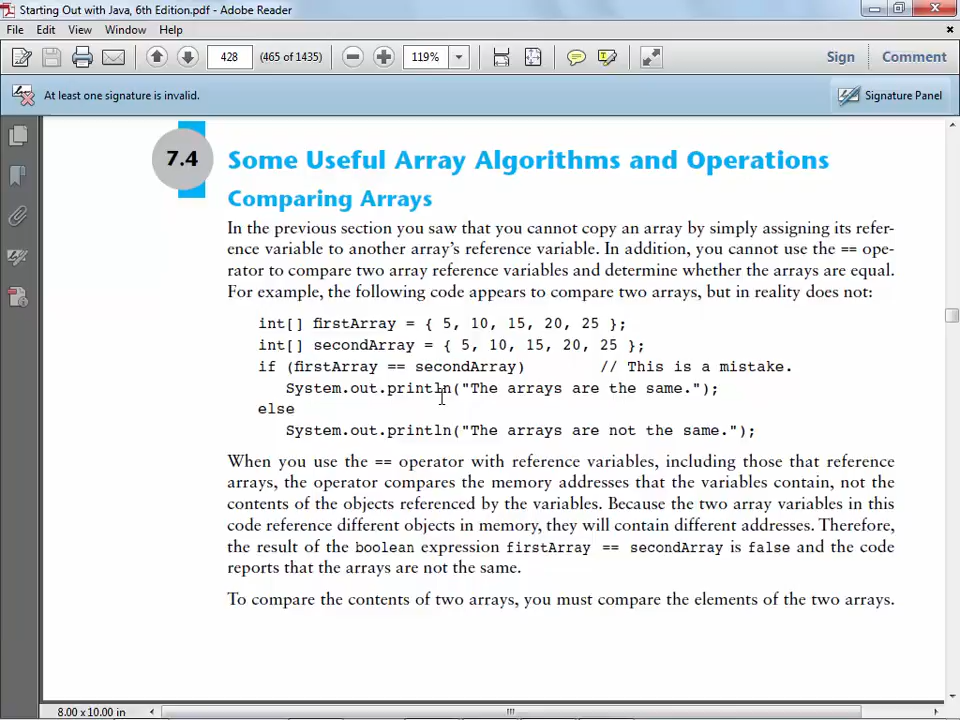 Starting Out with Java, 6th Edition.pdf - Adobe Reader
File Edit View Window Help
428 (465 of 1435) 119% Sign Comment
At least one signature is invalid. Signature Panel
7.4 Some Useful Array Algorithms and Operations
Comparing Arrays
In the previous section you saw that you cannot copy an array by simply assigning its refer-
ence variable to another array's reference variable. In addition, you cannot use the == ope-
rator to compare two array reference variables and determine whether the arrays are equal.
For example, the following code appears to compare two arrays, but in reality does not:
int[] firstArray = { 5, 10, 15, 20, 25 };
int[] secondArray = { 5, 10, 15, 20, 25 };
if (firstArray == secondArray) // This is a mistake.
System.out.println("The arrays are the same.");
else
System.out.println("The arrays are not the same.");
When you use the == operator with reference variables, including those that reference
arrays, the operator compares the memory addresses that the variables contain, not the
contents of the objects referenced by the variables. Because the two array variables in this
code reference different objects in memory, they will contain different addresses. Therefore,
the result of the boolean expression firstArray == secondArray is false and the code
reports that the arrays are not the same.
To compare the contents of two arrays, you must compare the elements of the two arrays.
8.00 x 10.00 in